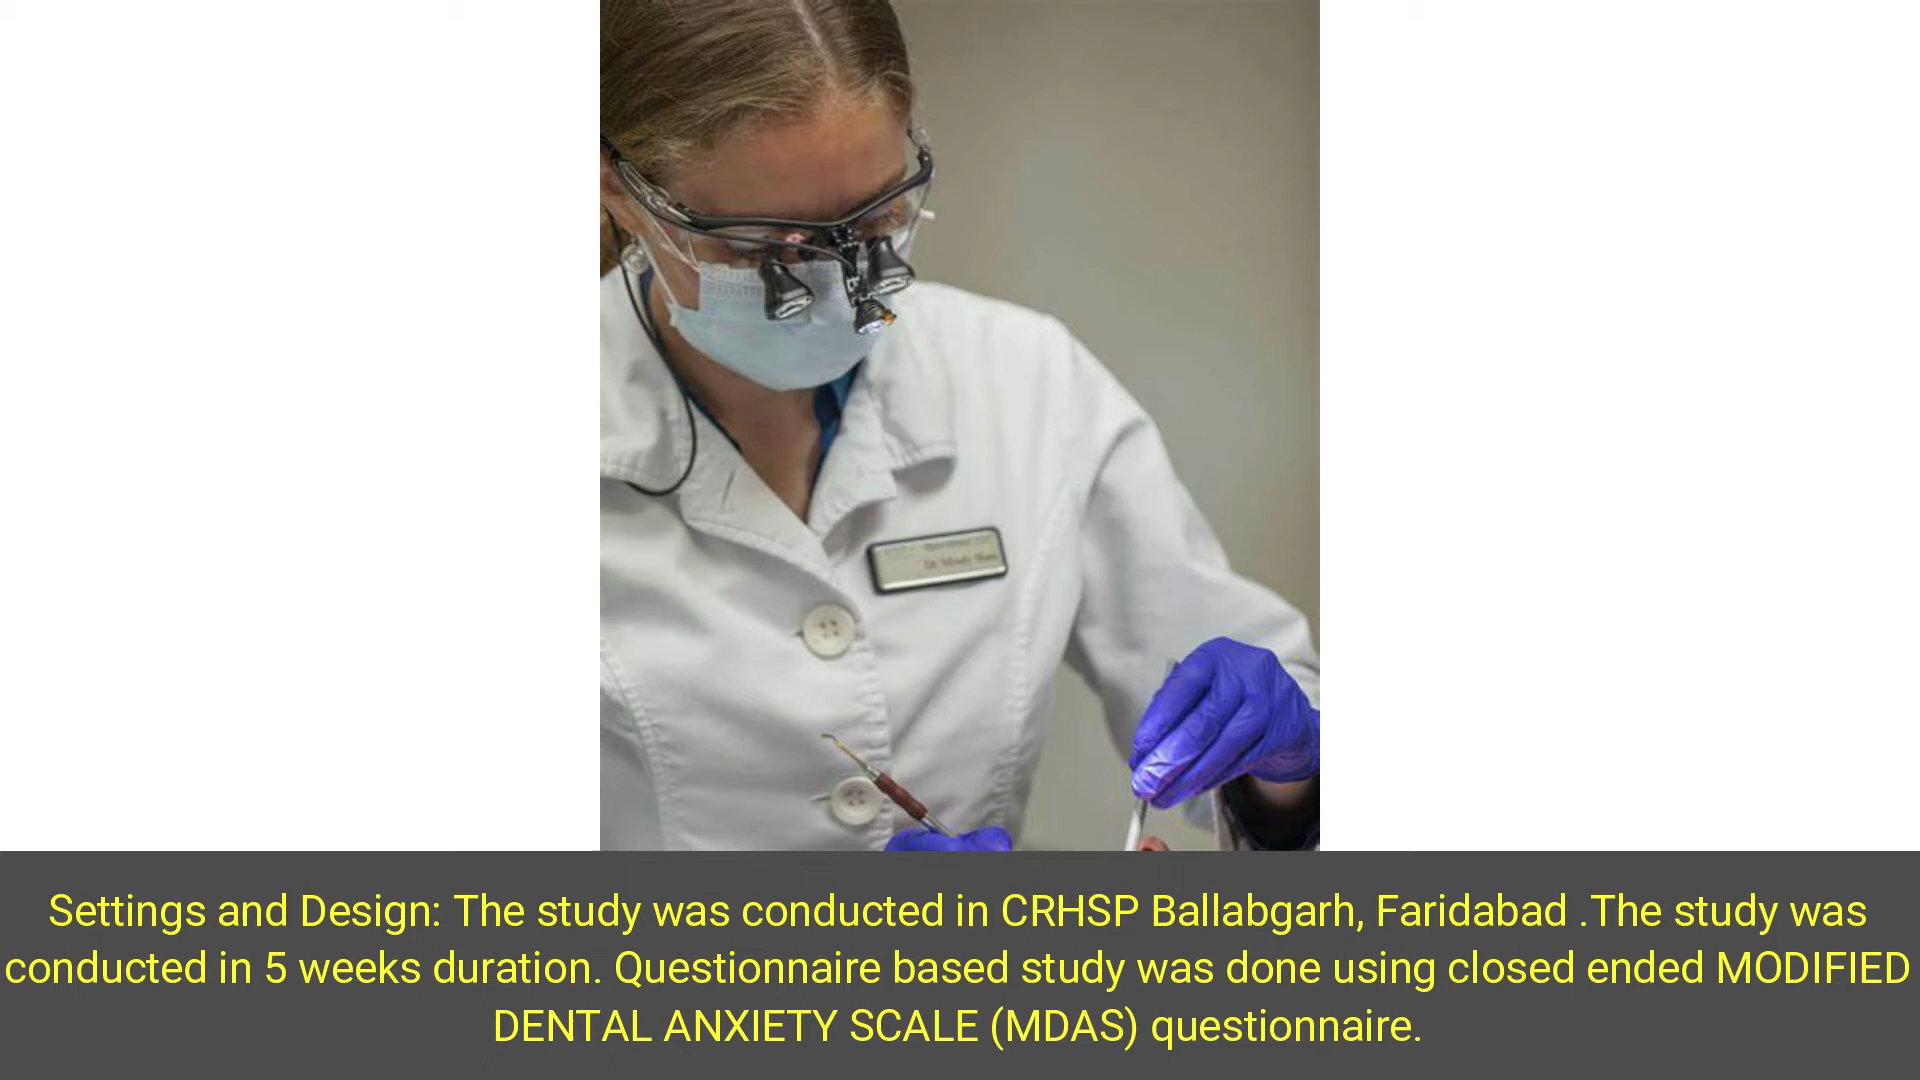 Dr.
Settings and Design: The study was conducted in CRHSP Ballabgarh, Faridabad .The study was
conducted in 5 weeks duration. Questionnaire based study was done using closed ended MODIFIED
DENTAL ANXIETY SCALE (MDAS) questionnaire.